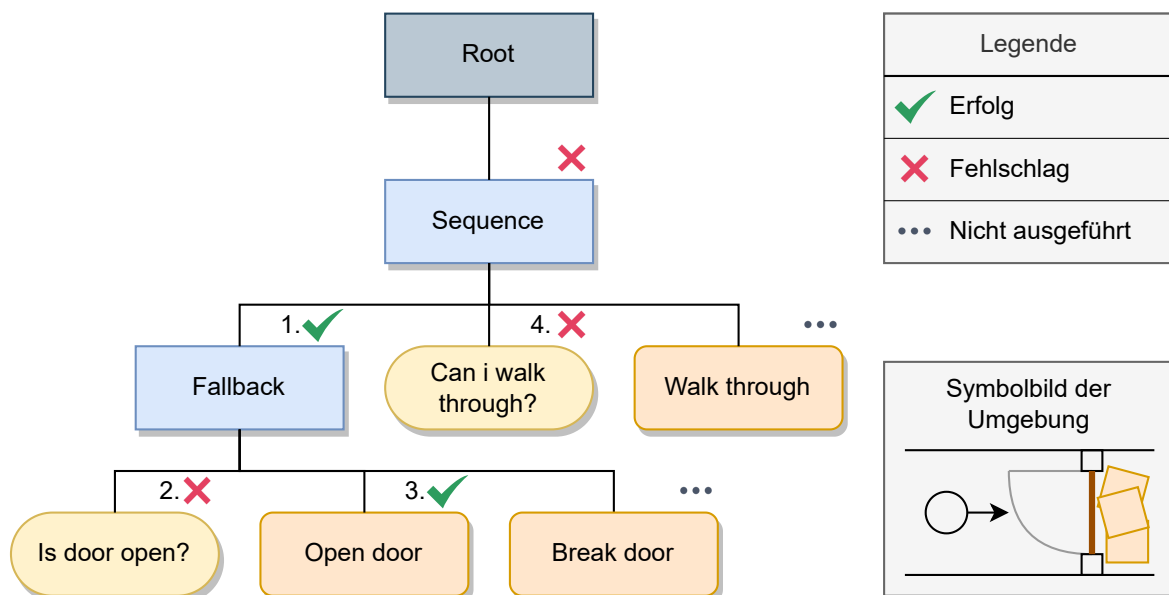 Root
Legende
Erfolg
Fehlschlag
Nicht ausgeführt
Sequence
1.
4.
Fallback
Can i walk
through?
Walk through
2.
3.
Is door open?
Open door
Break door
Symbolbild der
Umgebung